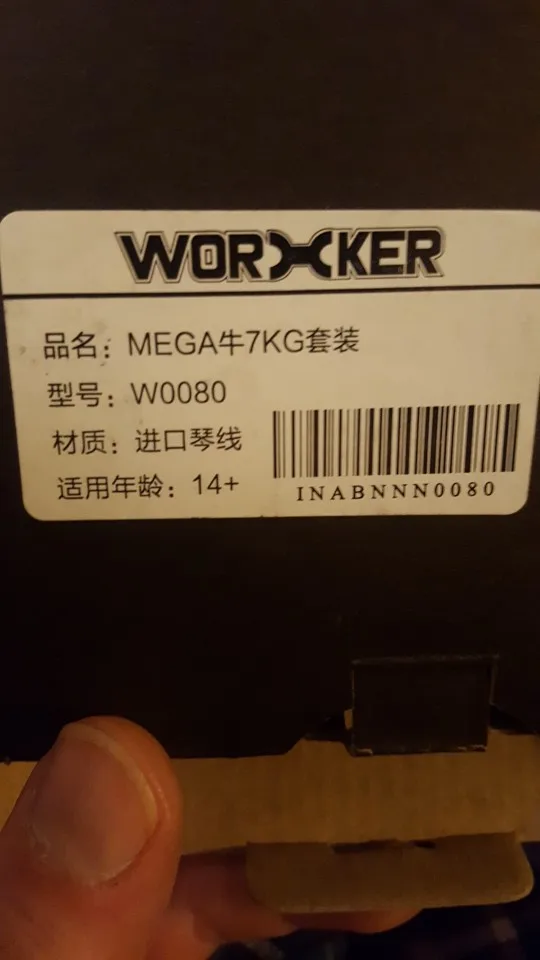 WORKER
品名：MEGA牛7KG套装
型号：W0080
材质：进口琴线
适用年龄：14+
INABNNN0080